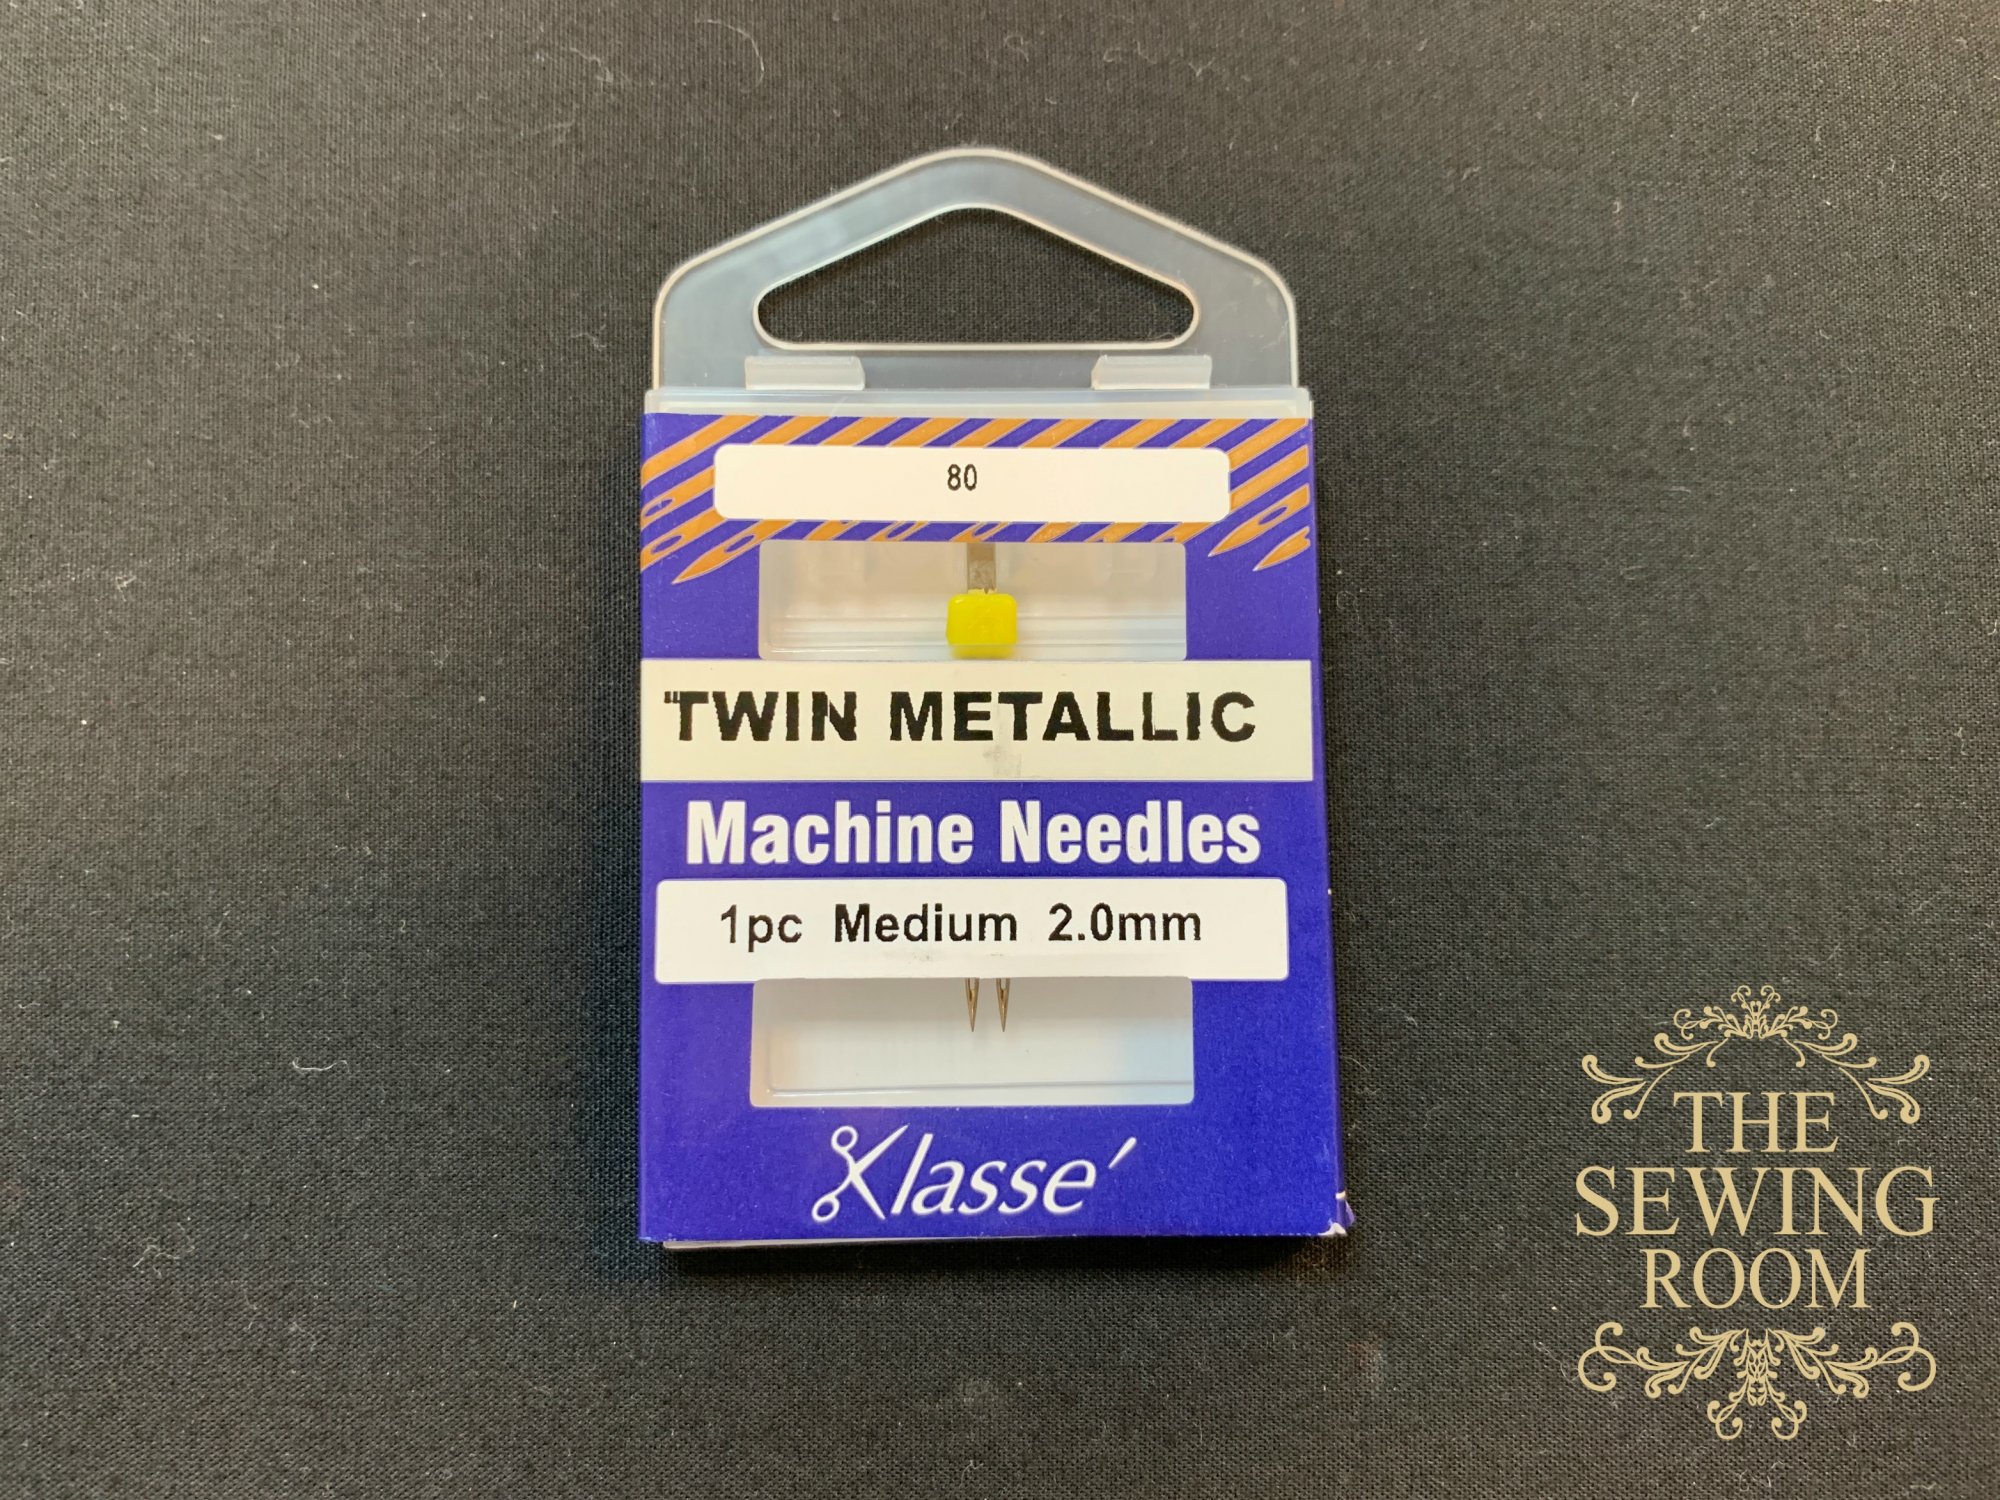 80
TWIN METALLIC
Machine Needles
1pc Medium 2.0mm
Klasse´
THE
SEWING
ROOM